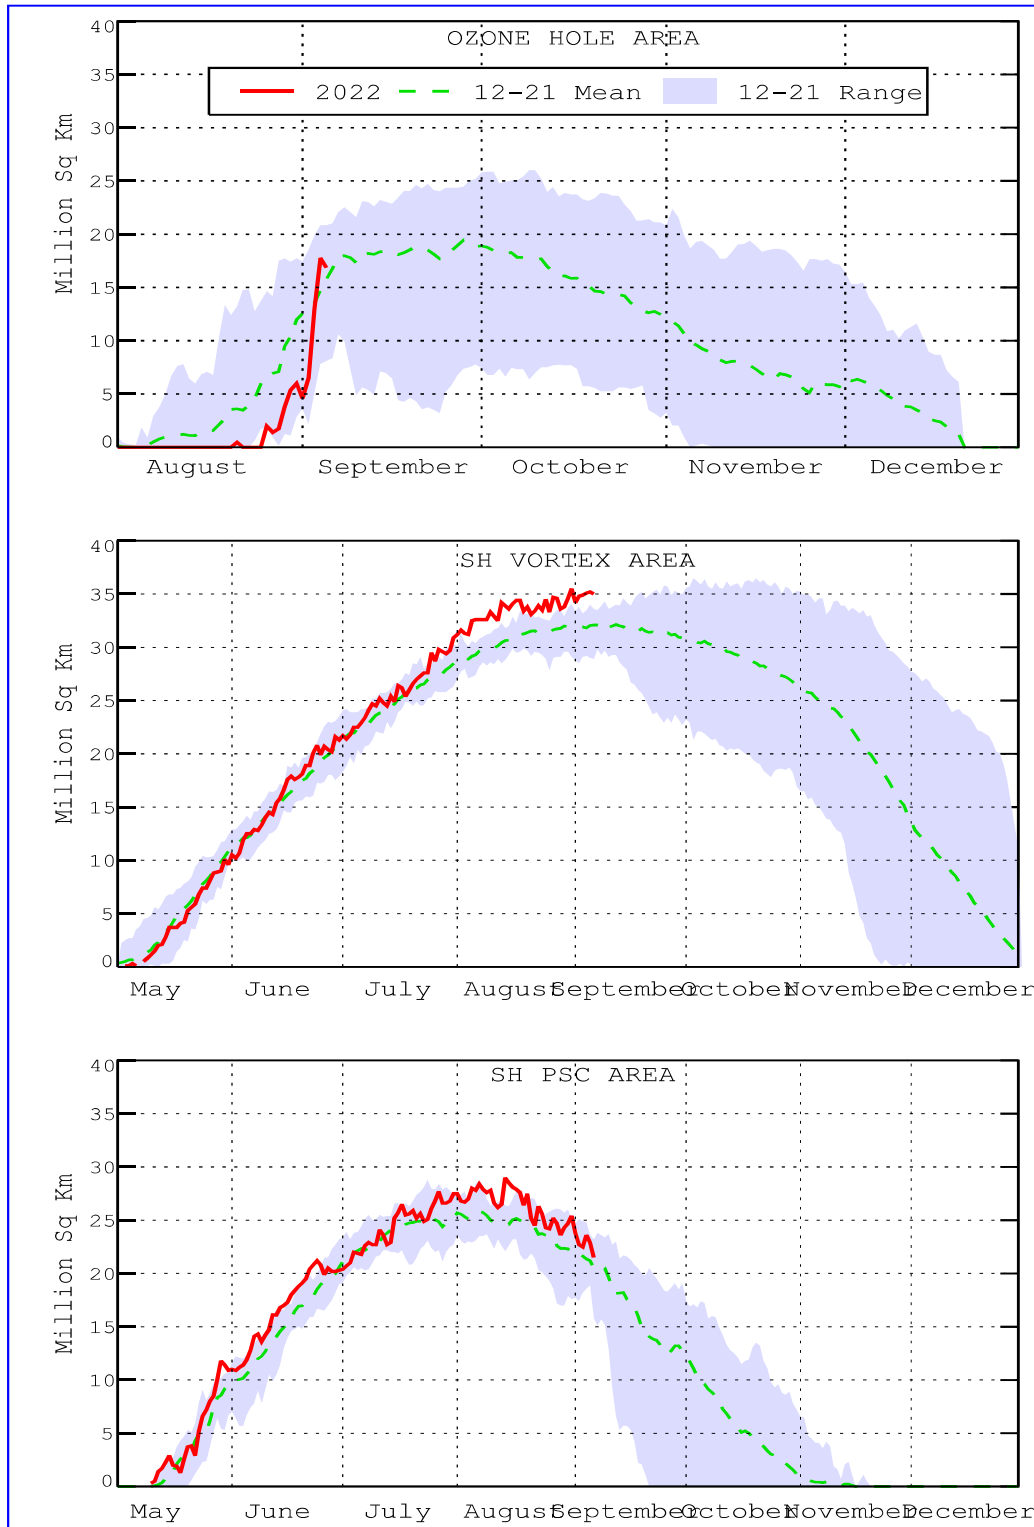 OZONE HOLE AREA
2022 12-21 Mean 12-21 Range
Million Sq Km
40
35
30
25
20
15
10
5
0
August September October November December
SH VORTEX AREA
Million Sq Km
40
35
30
25
20
15
10
5
0
May June July August September October November December
SH PSC AREA
Million Sq Km
40
35
30
25
20
15
10
5
0
May June July August September October November December